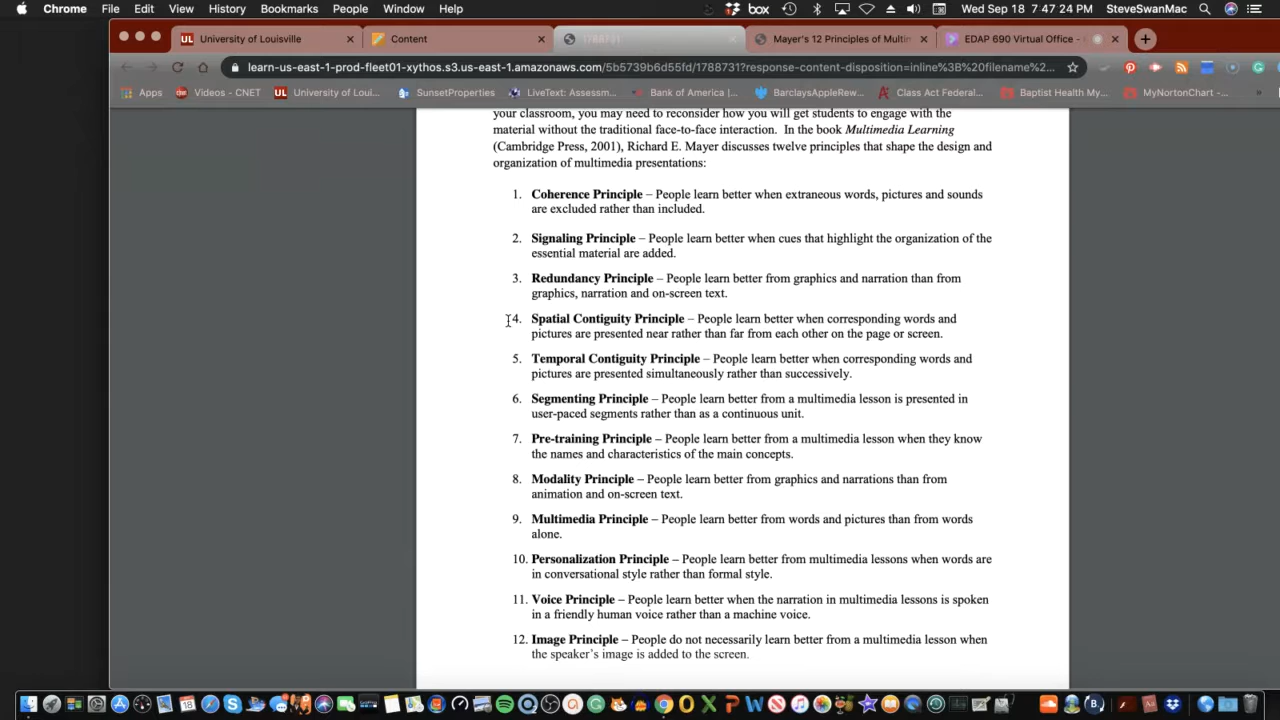 Chrome File Edit View History Bookmarks People Window Help box Wed Sep 18 7:47:24 PM SteveSwanMac
University of Louisville Content 1788731 Mayer's 12 Principles of Multim EDAP 690 Virtual Office -
learn-us-east-1-prod-fleet01-xythos.s3.us-east-1.amazonaws.com/5b5739b6d55fd/1788731?response-content-disposition=inline%3B%20filename%2...
Apps Videos - CNET University of Loui... SunsetProperties LiveText: Assessm... Bank of America |... BarclaysAppleRew... Class Act Federal... Baptist Health My... MyNortonChart -... »
your classroom, you may need to reconsider how you will get students to engage with the
material without the traditional face-to-face interaction. In the book Multimedia Learning
(Cambridge Press, 2001), Richard E. Mayer discusses twelve principles that shape the design and
organization of multimedia presentations:
1. Coherence Principle – People learn better when extraneous words, pictures and sounds
are excluded rather than included.
2. Signaling Principle – People learn better when cues that highlight the organization of the
essential material are added.
3. Redundancy Principle – People learn better from graphics and narration than from
graphics, narration and on-screen text.
4. Spatial Contiguity Principle – People learn better when corresponding words and
pictures are presented near rather than far from each other on the page or screen.
5. Temporal Contiguity Principle – People learn better when corresponding words and
pictures are presented simultaneously rather than successively.
6. Segmenting Principle – People learn better from a multimedia lesson is presented in
user-paced segments rather than as a continuous unit.
7. Pre-training Principle – People learn better from a multimedia lesson when they know
the names and characteristics of the main concepts.
8. Modality Principle – People learn better from graphics and narrations than from
animation and on-screen text.
9. Multimedia Principle – People learn better from words and pictures than from words
alone.
10. Personalization Principle – People learn better from multimedia lessons when words are
in conversational style rather than formal style.
11. Voice Principle – People learn better when the narration in multimedia lessons is spoken
in a friendly human voice rather than a machine voice.
12. Image Principle – People do not necessarily learn better from a multimedia lesson when
the speaker's image is added to the screen.